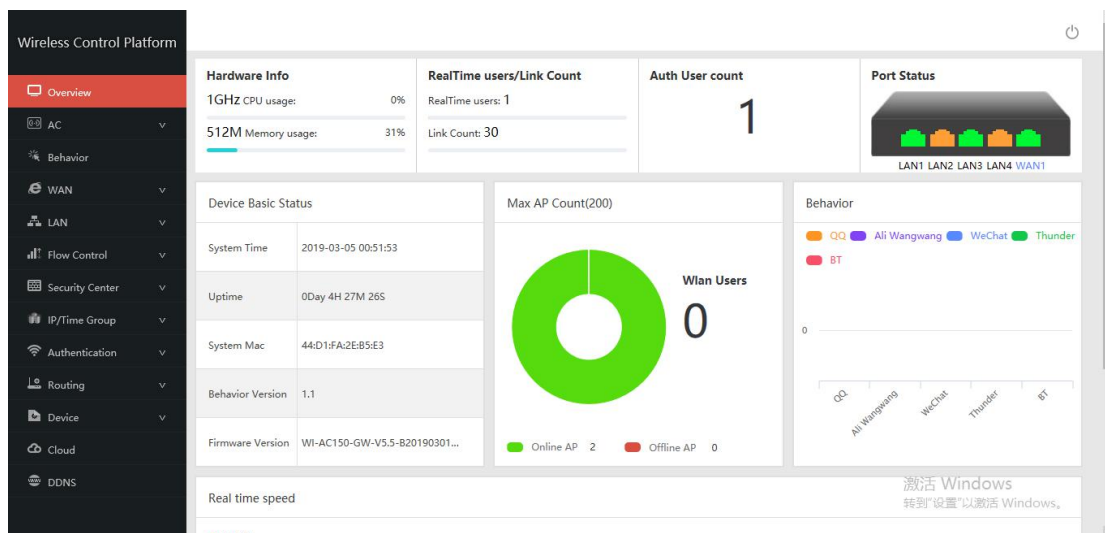 Wireless Control Platform
Overview
AC
Behavior
WAN
LAN
Flow Control
Security Center
IP/Time Group
Authentication
Routing
Device
Cloud
DDNS
Hardware Info
1GHz CPU usage: 0%
512M Memory usage: 31%
RealTime users/Link Count
RealTime users: 1
Link Count: 30
Auth User count
1
Port Status
LAN1 LAN2 LAN3 LAN4 WAN1
Device Basic Status
System Time 2019-03-05 00:51:53
Uptime 0Day 4H 27M 26S
System Mac 44:D1:FA:2E:B5:E3
Behavior Version 1.1
Firmware Version WI-AC150-GW-V5.5-B20190301...
Max AP Count(200)
Wlan Users
0
Online AP 2 Offline AP 0
Behavior
QQ Ali Wangwang WeChat Thunder
BT
0
QQ Ali Wangwang WeChat Thunder BT
Real time speed
激活 Windows
转到"设置"以激活 Windows。